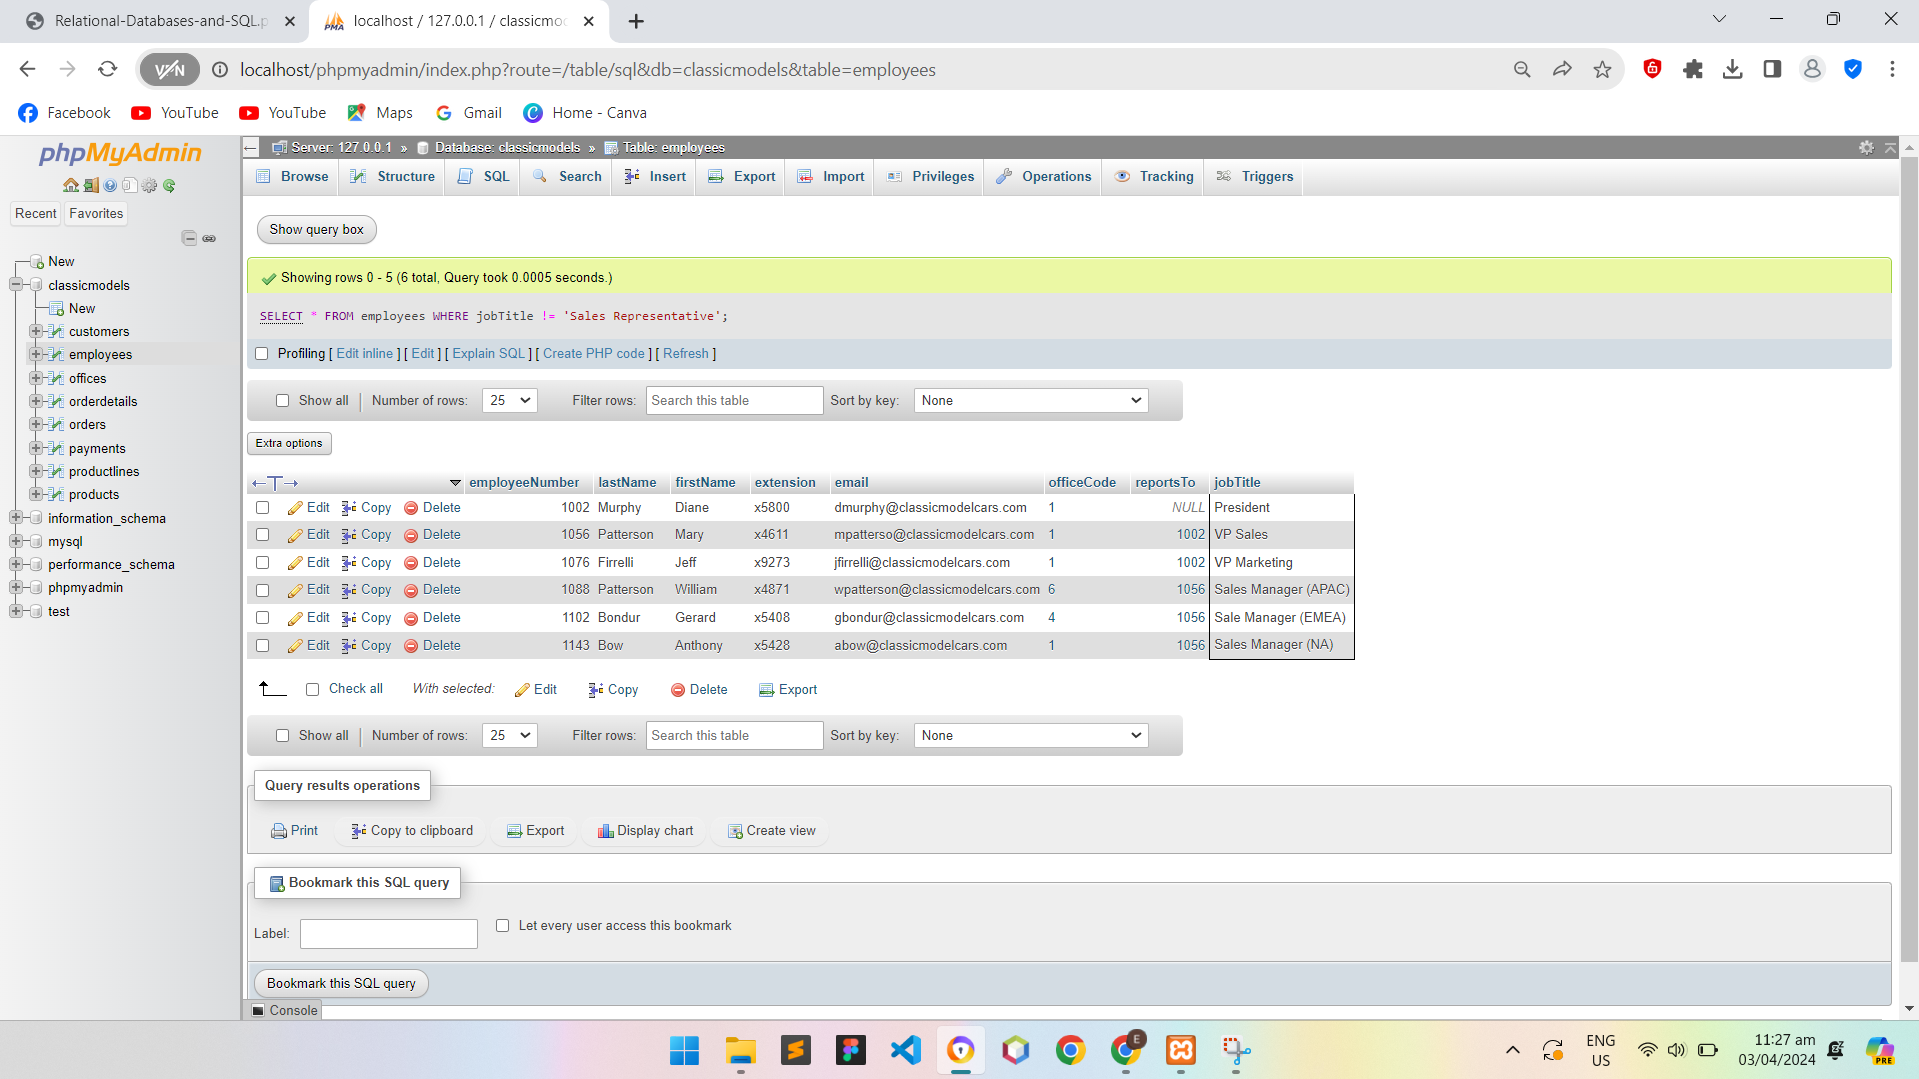 Relational-Databases-and-SQL.p
localhost / 127.0.0.1 / classicmo
VPN
localhost/phpmyadmin/index.php?route=/table/sql&db=classicmodels&table=employees
Facebook YouTube YouTube Maps Gmail Home - Canva
phpMyAdmin
Recent Favorites
New
classicmodels
New
customers
employees
offices
orderdetails
orders
payments
productlines
products
information_schema
mysql
performance_schema
phpmyadmin
test
Server: 127.0.0.1 » Database: classicmodels » Table: employees
Browse Structure SQL Search Insert Export Import Privileges Operations Tracking Triggers
Show query box
Showing rows 0 - 5 (6 total, Query took 0.0005 seconds.)
SELECT * FROM employees WHERE jobTitle != 'Sales Representative';
Profiling [ Edit inline ] [ Edit ] [ Explain SQL ] [ Create PHP code ] [ Refresh ]
Show all Number of rows: 25 Filter rows: Search this table Sort by key: None
Extra options
employeeNumber lastName firstName extension email officeCode reportsTo jobTitle
Edit Copy Delete 1002 Murphy Diane x5800 dmurphy@classicmodelcars.com 1 NULL President
Edit Copy Delete 1056 Patterson Mary x4611 mpatterso@classicmodelcars.com 1 1002 VP Sales
Edit Copy Delete 1076 Firrelli Jeff x9273 jfirrelli@classicmodelcars.com 1 1002 VP Marketing
Edit Copy Delete 1088 Patterson William x4871 wpatterson@classicmodelcars.com 6 1056 Sales Manager (APAC)
Edit Copy Delete 1102 Bondur Gerard x5408 gbondur@classicmodelcars.com 4 1056 Sale Manager (EMEA)
Edit Copy Delete 1143 Bow Anthony x5428 abow@classicmodelcars.com 1 1056 Sales Manager (NA)
Check all With selected: Edit Copy Delete Export
Show all Number of rows: 25 Filter rows: Search this table Sort by key: None
Query results operations
Print Copy to clipboard Export Display chart Create view
Bookmark this SQL query
Label: Let every user access this bookmark
Bookmark this SQL query
Console
E
ENG
US
11:27 am
03/04/2024
PRE